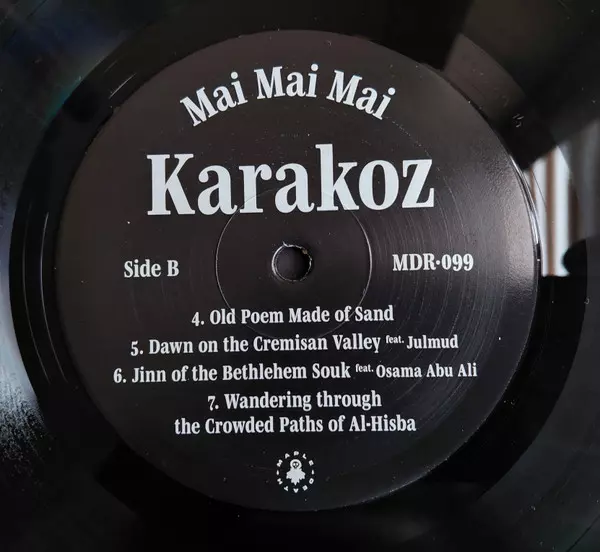 Mai Mai Mai
Karakoz
Side B
MDR·099
4. Old Poem Made of Sand
5. Dawn on the Cremisan Valley feat. Julmud
6. Jinn of the Bethlehem Souk feat. Osama Abu Ali
7. Wandering through
the Crowded Paths of Al-Hisba
MAPLE
DEATH